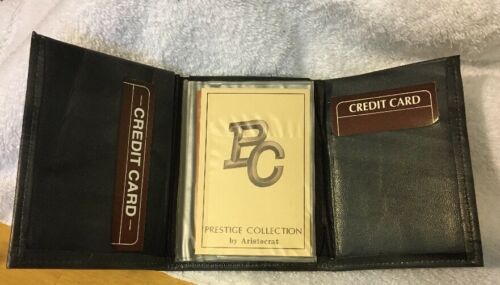 - CREDIT CARD -
PC
PRESTIGE COLLECTION
by Aristocrat
CREDIT CARD